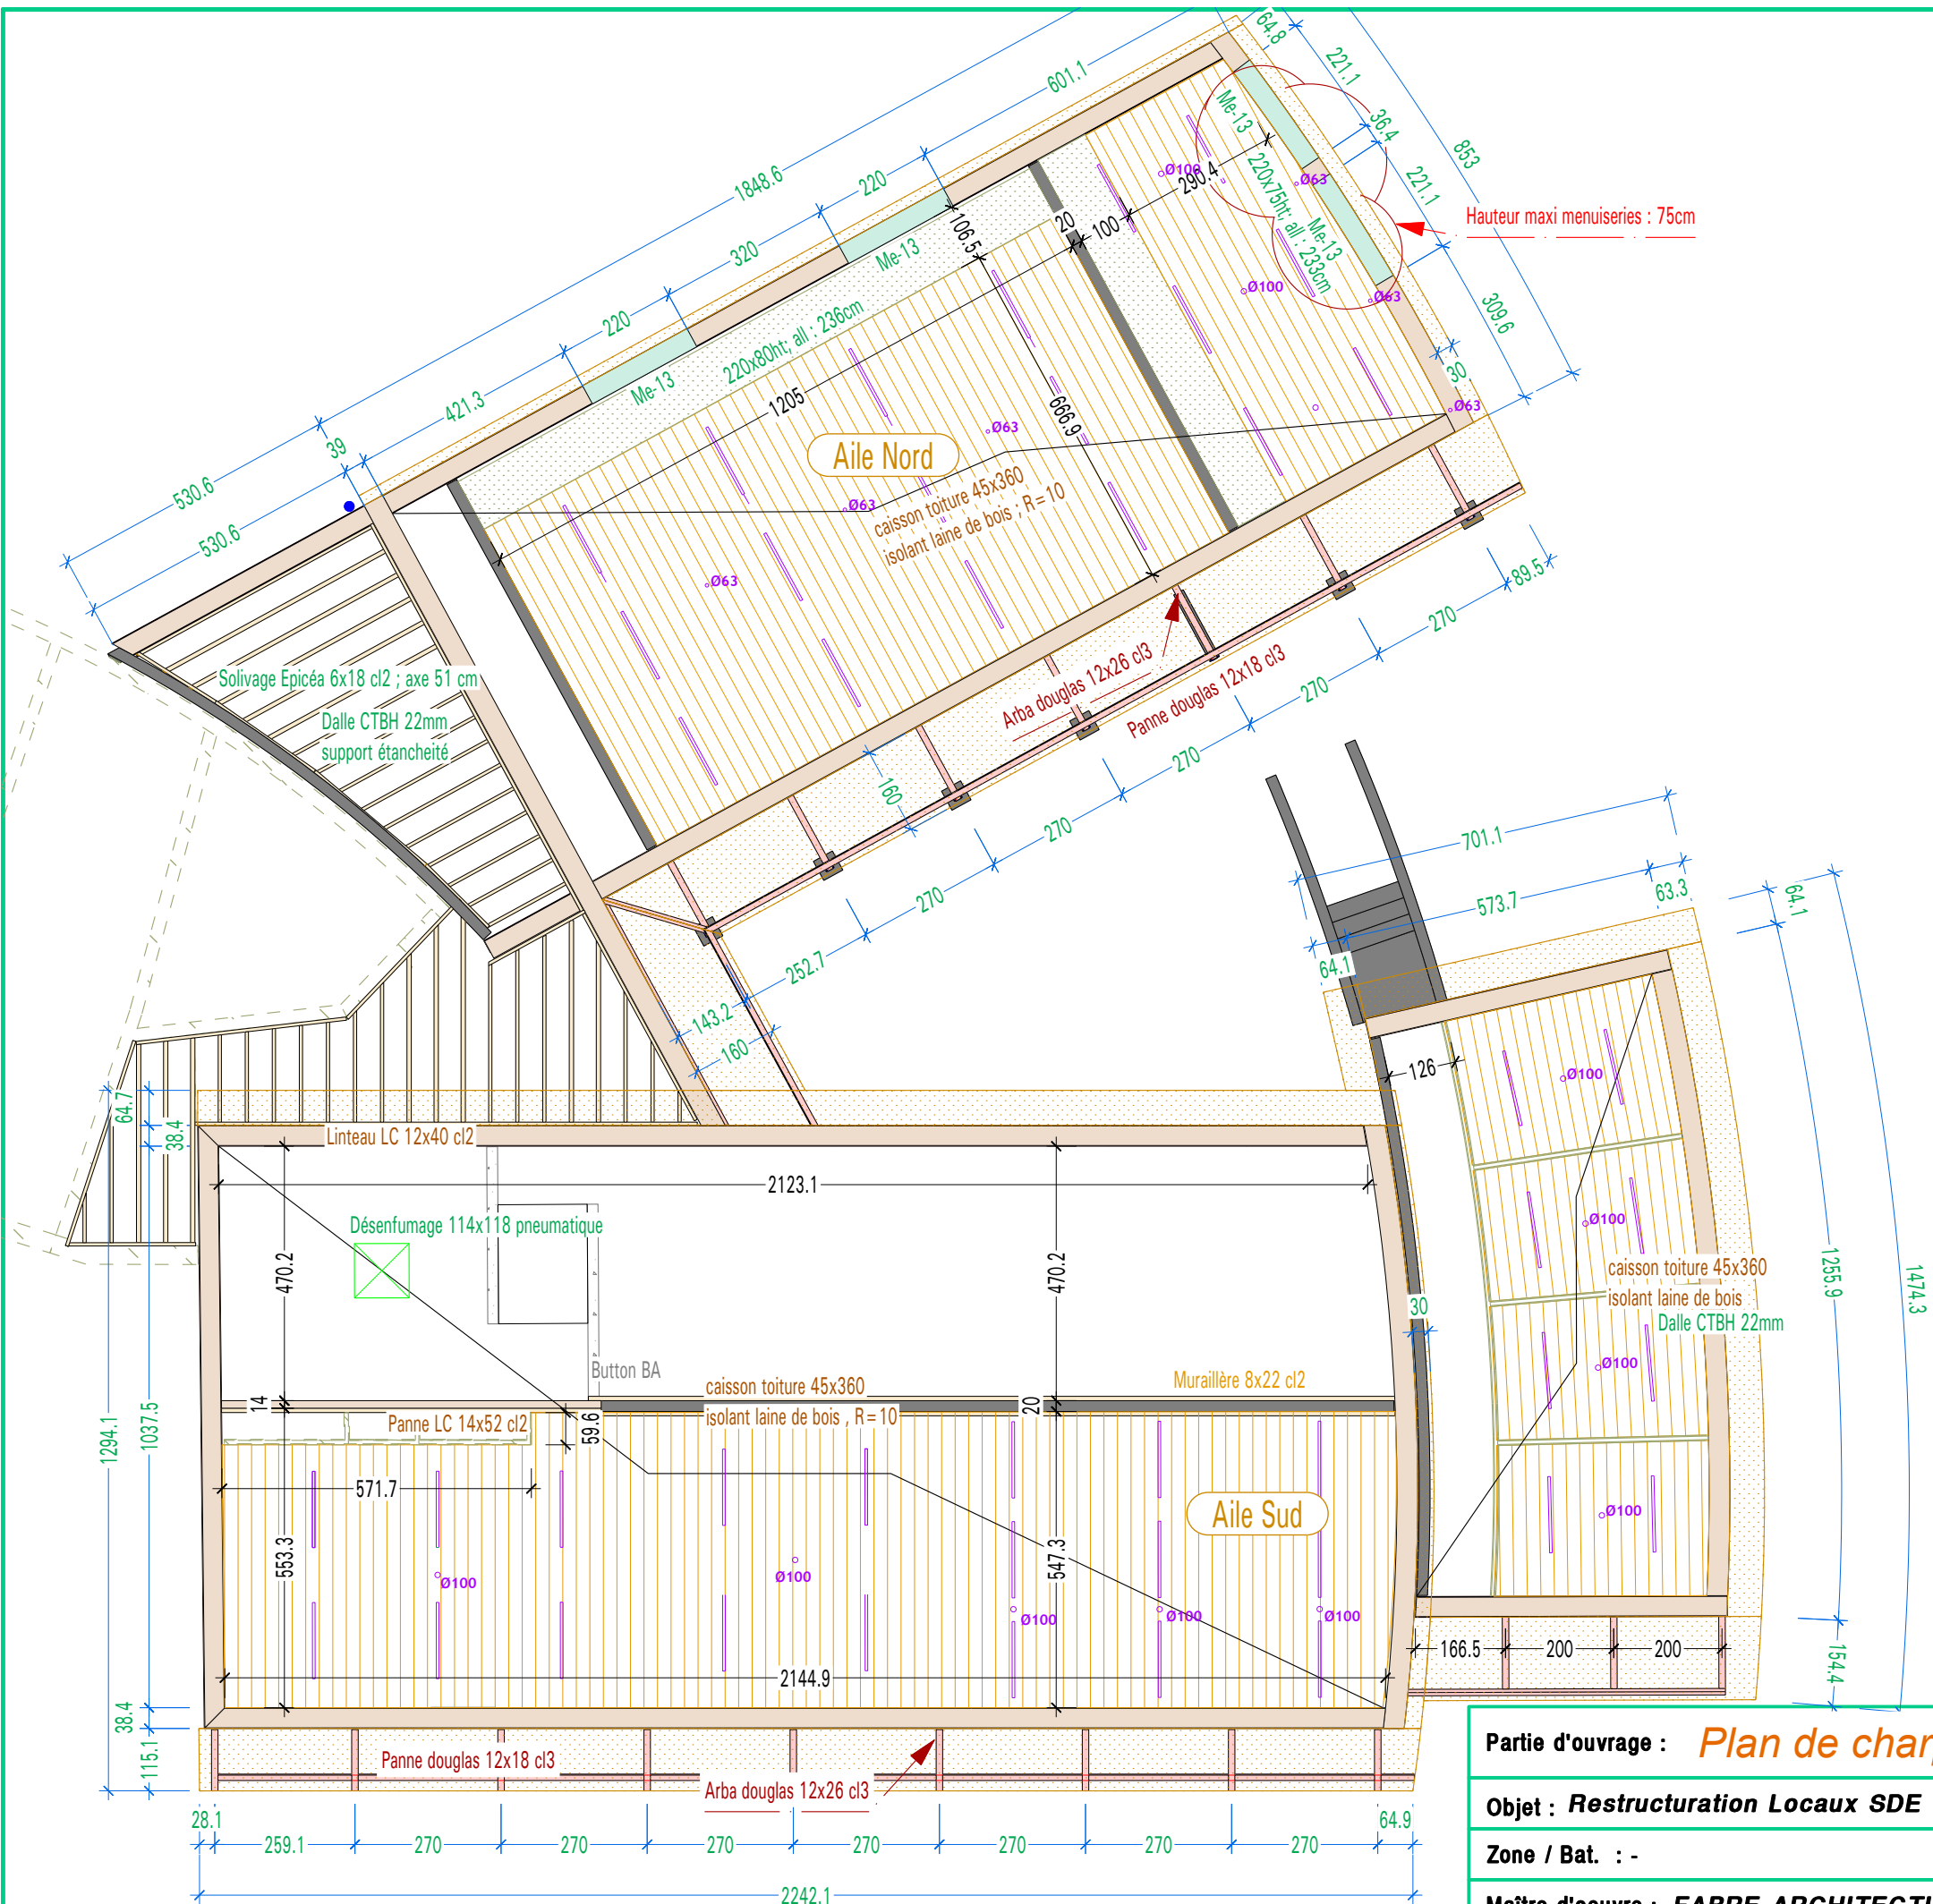 64.8
221.1
36.4
853
221.1
309.6
30
601.1
1848.6
220
320
220
421.3
39
530.6
530.6
Me-13
220x75ht; all : 233cm
Me-13
Hauteur maxi menuiseries : 75cm
Ø100
290.4
Ø63
20
100
106.5
Me-13
Ø100
Ø63
220x80ht; all : 236cm
Me-13
1205
666.9
Ø63
Ø63
Aile Nord
caisson toiture 45x360
isolant laine de bois ; R=10
Ø63
Ø63
89.5
270
270
270
270
270
252.7
143.2
160
160
Solivage Epicéa 6x18 cl2 ; axe 51 cm
Dalle CTBH 22mm
support étancheité
Arba douglas 12x26 cl3
Panne douglas 12x18 cl3
701.1
573.7
63.3
64.1
64.1
126
Ø100
Ø100
caisson toiture 45x360
isolant laine de bois
Dalle CTBH 22mm
Ø100
Ø100
1255.9
1474.3
154.4
30
166.5
200
200
64.7
38.4
1294.1
1037.5
38.4
115.1
Linteau LC 12x40 cl2
2123.1
Désenfumage 114x118 pneumatique
470.2
470.2
Button BA
caisson toiture 45x360
isolant laine de bois , R=10
Muraillère 8x22 cl2
14
20
Panne LC 14x52 cl2
59.6
571.7
553.3
547.3
Aile Sud
Ø100
Ø100
Ø100
Ø100
Ø100
2144.9
Panne douglas 12x18 cl3
Arba douglas 12x26 cl3
28.1
259.1
270
270
270
270
270
270
270
64.9
2242.1
Partie d'ouvrage :
Plan de char
Objet : Restructuration Locaux SDE
Zone / Bat. : -
Maître d'oeuvre : FABRE ARCHITECTU